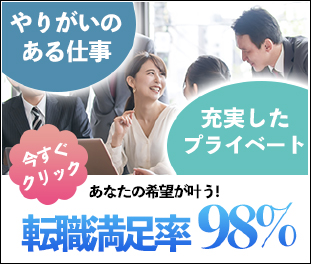 やりがいの
ある仕事
充実した
プライベート
今すぐ
クリック
あなたの希望が叶う!
転職満足率 98%